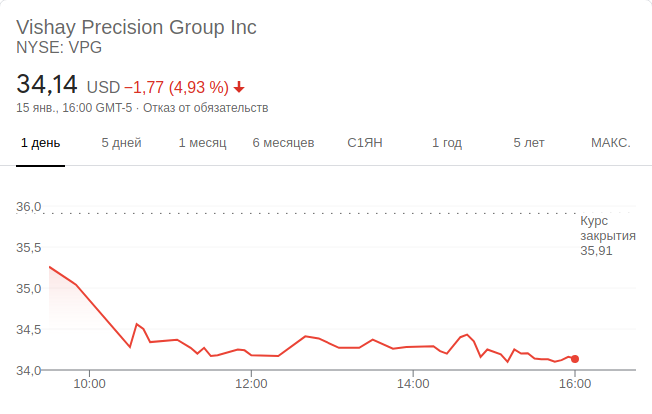 Vishay Precision Group Inc
NYSE: VPG
34,14 USD −1,77 (4,93 %)
15 янв., 16:00 GMT-5 · Отказ от обязательств
1 день 5 дней 1 месяц 6 месяцев С1ЯН 1 год 5 лет МАКС.
36,0
Курс
закрытия
35,91
35,5
35,0
34,5
34,0
10:00 12:00 14:00 16:00